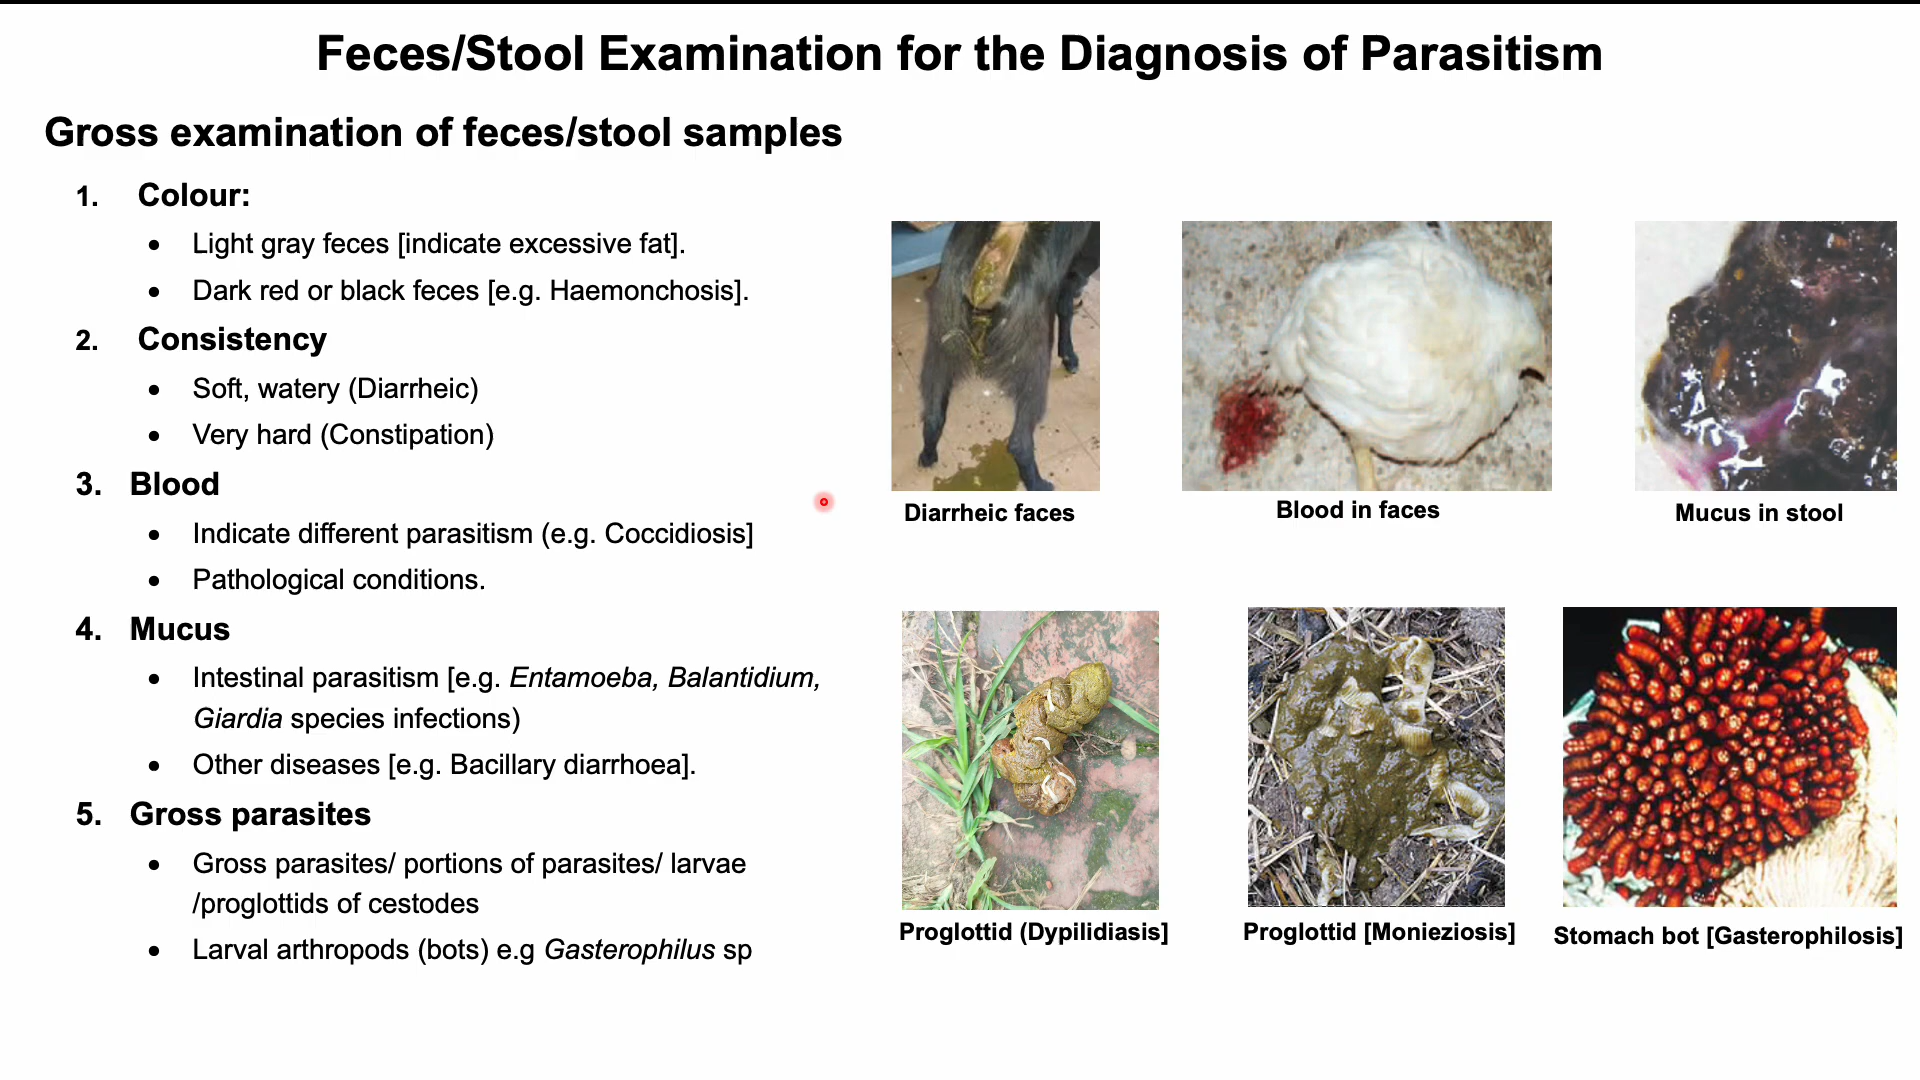 Feces/Stool Examination for the Diagnosis of Parasitism
Gross examination of feces/stool samples
1. Colour:
• Light gray feces [indicate excessive fat].
• Dark red or black feces [e.g. Haemonchosis].
2. Consistency
• Soft, watery (Diarrheic)
• Very hard (Constipation)
3. Blood
• Indicate different parasitism (e.g. Coccidiosis]
• Pathological conditions.
4. Mucus
• Intestinal parasitism [e.g. Entamoeba, Balantidium,
Giardia species infections)
• Other diseases [e.g. Bacillary diarrhoea].
5. Gross parasites
• Gross parasites/ portions of parasites/ larvae
/proglottids of cestodes
• Larval arthropods (bots) e.g Gasterophilus sp
Diarrheic faces
Blood in faces
Mucus in stool
Proglottid (Dypilidiasis]
Proglottid [Monieziosis]
Stomach bot [Gasterophilosis]